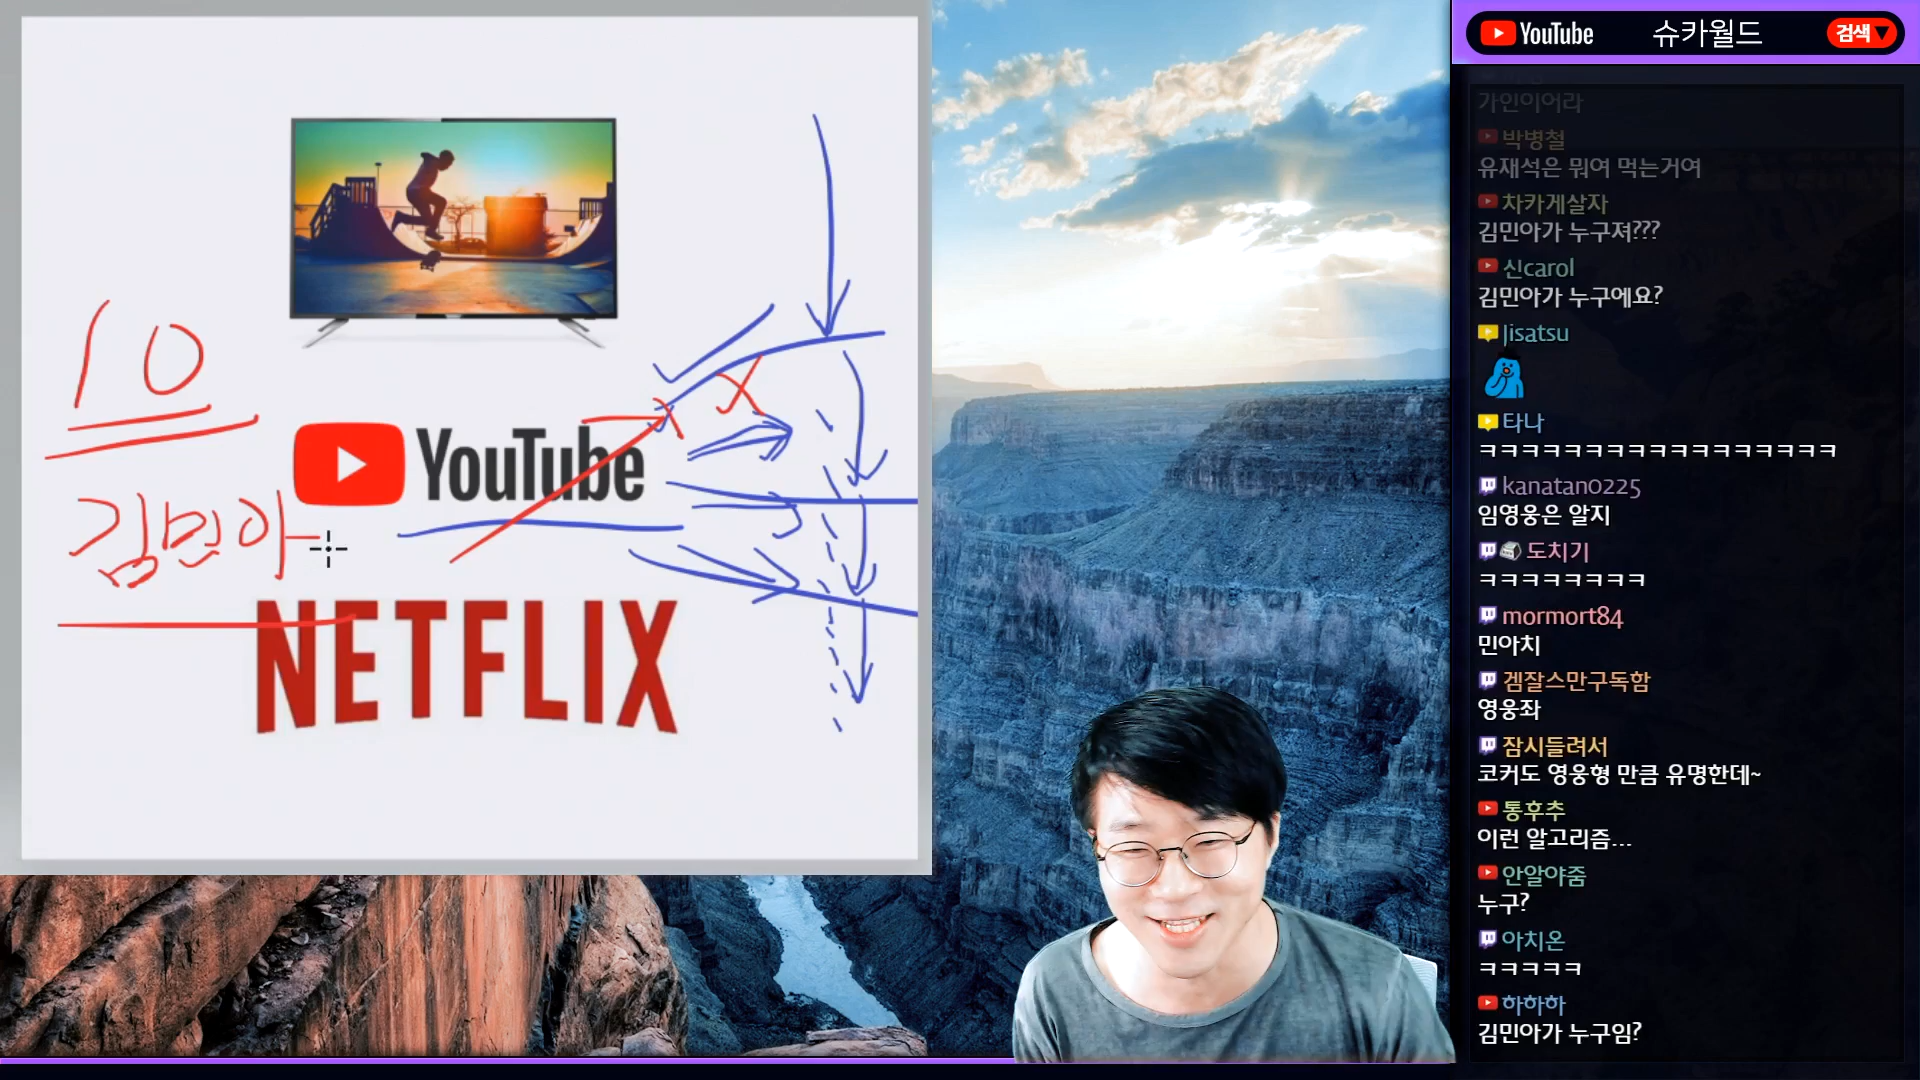 10
YouTube
김민아
NETFLIX
YouTube 슈카월드 검색▼
가인이어라
박병철
유재석은 뭐여 먹는거여
차카게살자
김민아가 누구져???
신carol
김민아가 누구에요?
Jisatsu
타나
ㅋㅋㅋㅋㅋㅋㅋㅋㅋㅋㅋㅋㅋㅋㅋㅋㅋ
kanatan0225
임영웅은 알지
도치기
ㅋㅋㅋㅋㅋㅋㅋㅋ
mormort84
민아치
겜잘스만구독함
영웅좌
잠시들려서
코커도 영웅형 만큼 유명한데~
통후추
이런 알고리즘...
안알야줌
누구?
아치온
ㅋㅋㅋㅋㅋ
하하하
김민아가 누구임?